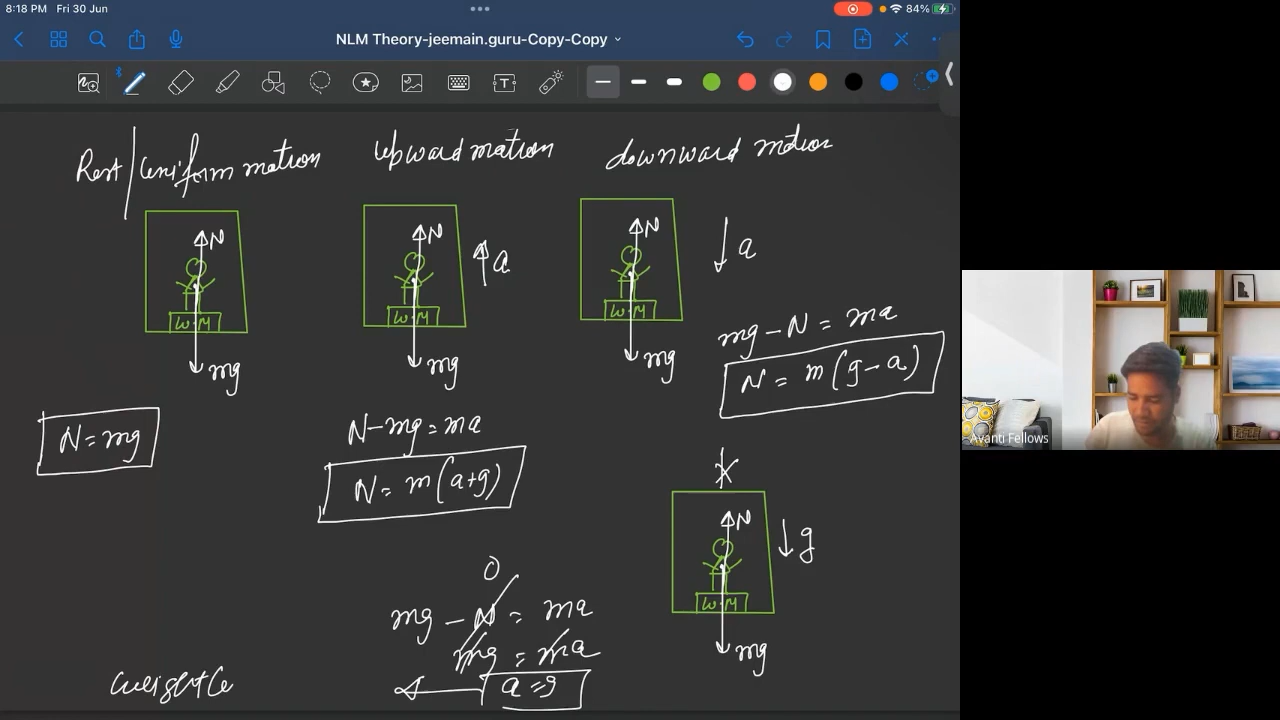 8:18 PM Fri 30 Jun
84%
NLM Theory-jeemain.guru-Copy-Copy
T
Rest/Uniform motion
upward motion
downward motion
N
W.M
mg
N
W.M
mg
a
N
W.M
mg
a
mg - N = ma
N = m(g - a)
N = mg
N - mg = ma
N = m(a+g)
N
W.M
mg
g
0
mg - N = ma
mg = ma
a = g
weightle
Avanti Fellows